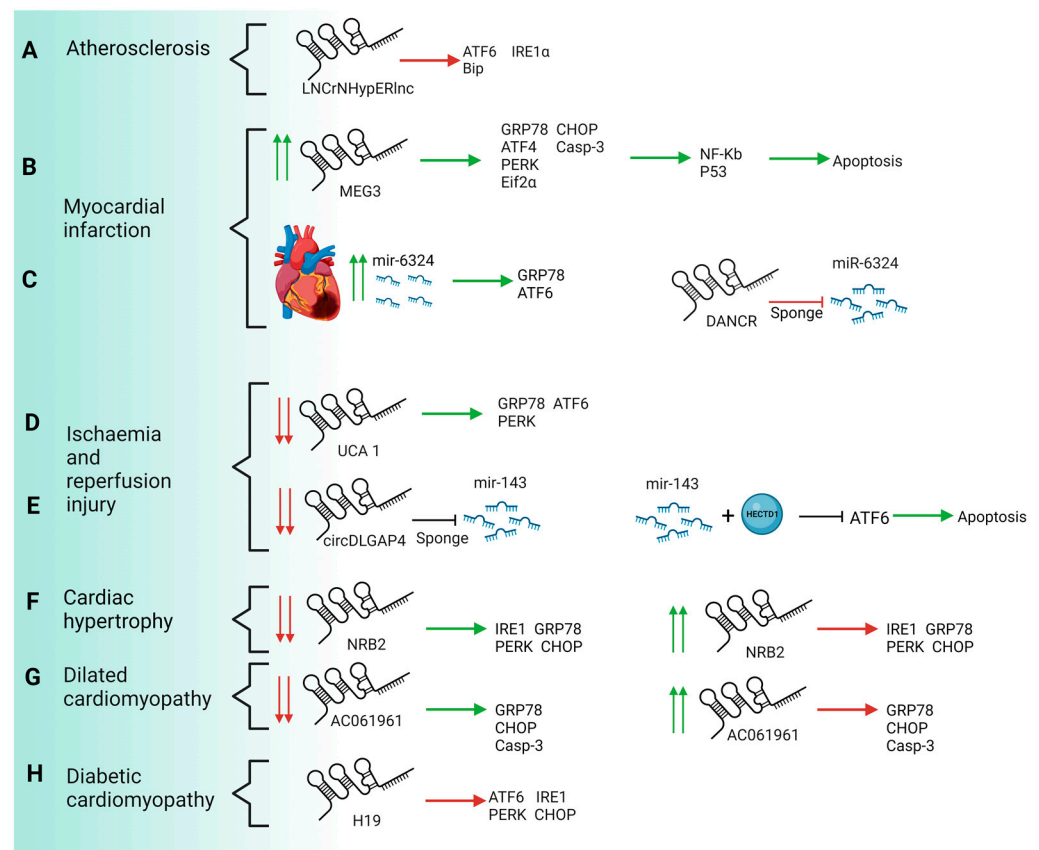 A Atherosclerosis
ATF6 IRE1α
Bip
LNCrNHypERlnc
B
Myocardial
infarction
MEG3
GRP78 CHOP
ATF4 Casp-3
PERK
Eif2α
NF-Kb
P53
Apoptosis
C
mir-6324
GRP78
ATF6
DANCR
Sponge
miR-6324
D
Ischaemia
and
reperfusion
injury
UCA 1
GRP78 ATF6
PERK
E
circDLGAP4
Sponge
mir-143
mir-143
+
HECTD1
ATF6
Apoptosis
F
Cardiac
hypertrophy
NRB2
IRE1 GRP78
PERK CHOP
NRB2
IRE1 GRP78
PERK CHOP
G
Dilated
cardiomyopathy
AC061961
GRP78
CHOP
Casp-3
AC061961
GRP78
CHOP
Casp-3
H
Diabetic
cardiomyopathy
H19
ATF6 IRE1
PERK CHOP